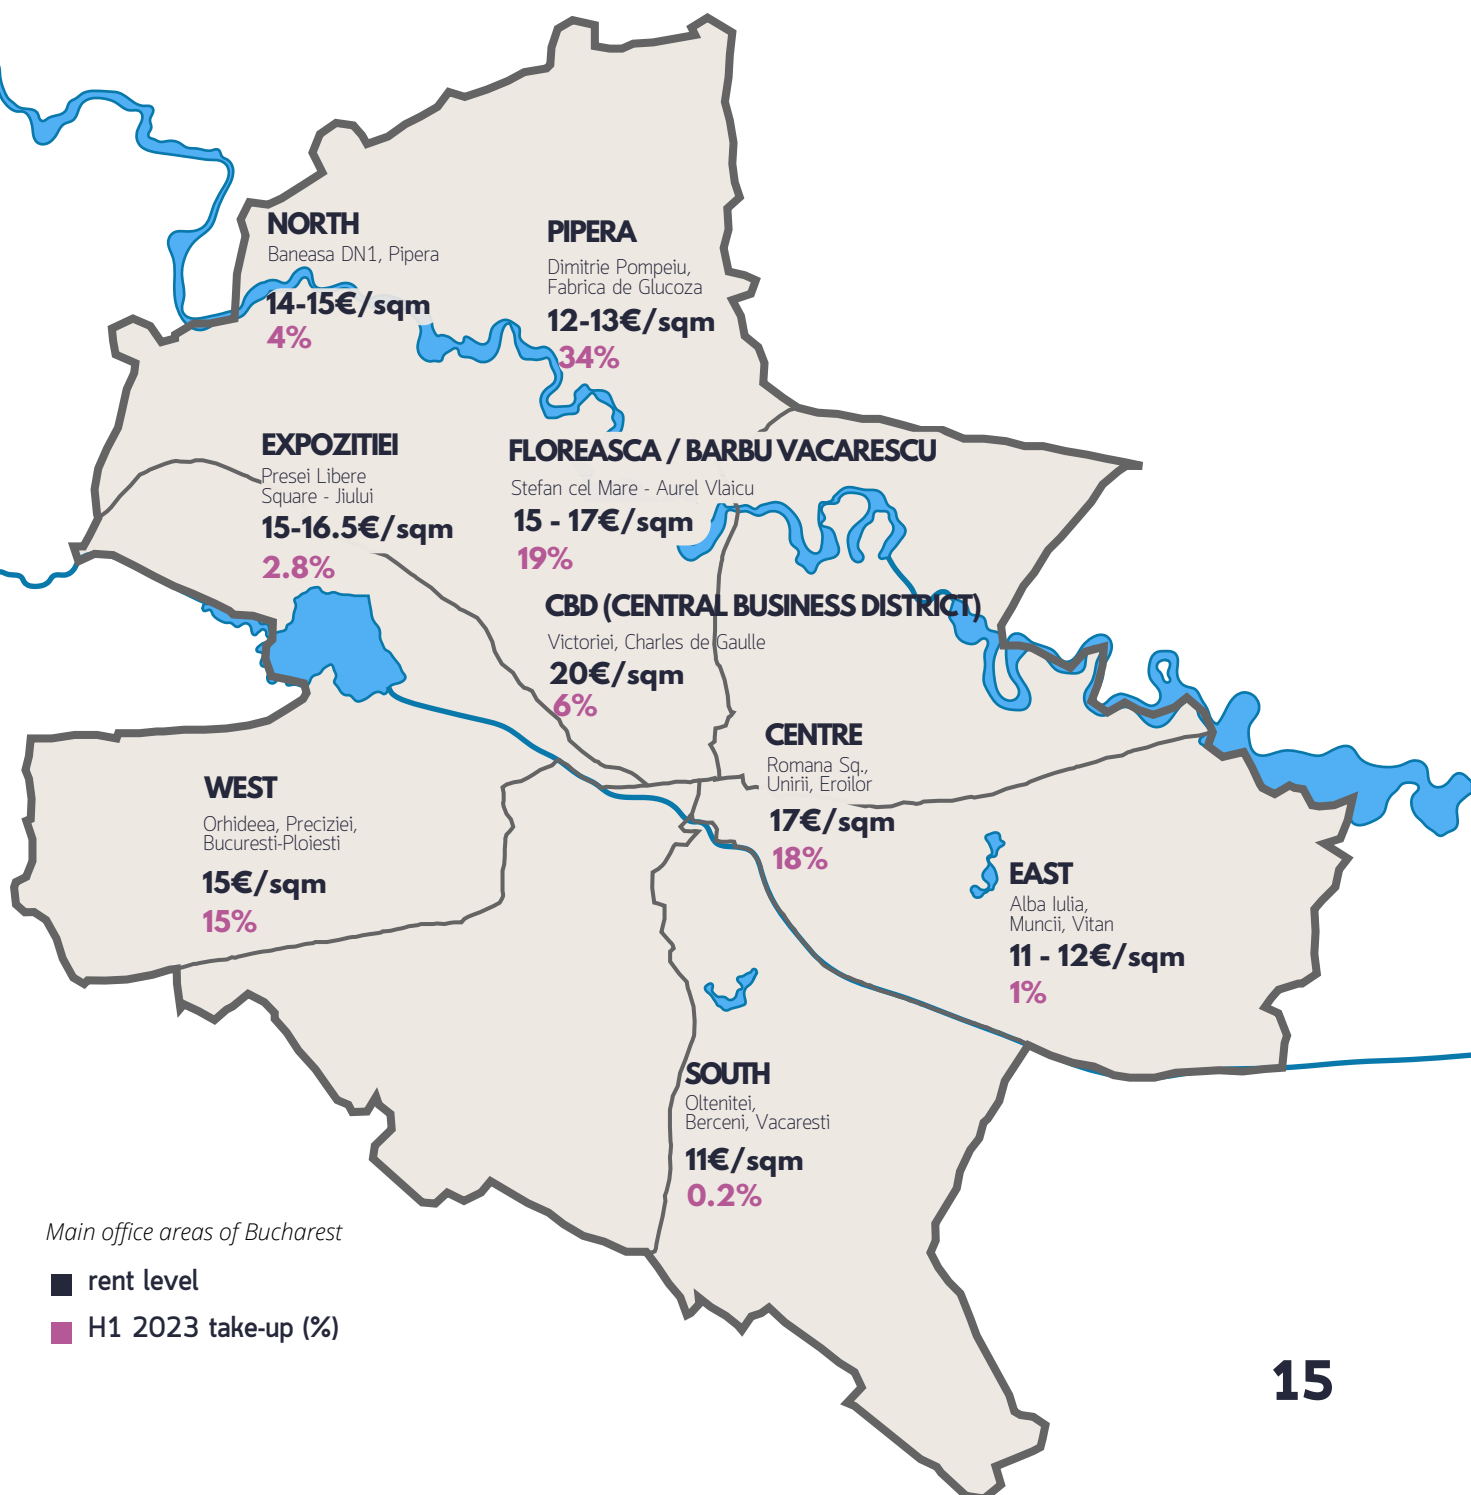 NORTH
Baneasa DN1, Pipera
14-15€/sqm
4%
PIPERA
Dimitrie Pompeiu,
Fabrica de Glucoza
12-13€/sqm
34%
EXPOZITIEI
Presei Libere
Square - Jiului
15-16.5€/sqm
2.8%
FLOREASCA / BARBU VACARESCU
Stefan cel Mare - Aurel Vlaicu
15 - 17€/sqm
19%
CBD (CENTRAL BUSINESS DISTRICT)
Victoriei, Charles de Gaulle
20€/sqm
6%
CENTRE
Romana Sq.,
Unirii, Eroilor
17€/sqm
18%
WEST
Orhideea, Preciziei,
Bucuresti-Ploiesti
15€/sqm
15%
EAST
Alba Iulia,
Muncii, Vitan
11 - 12€/sqm
1%
SOUTH
Oltenitei,
Berceni, Vacaresti
11€/sqm
0.2%
Main office areas of Bucharest
rent level
H1 2023 take-up (%)
15